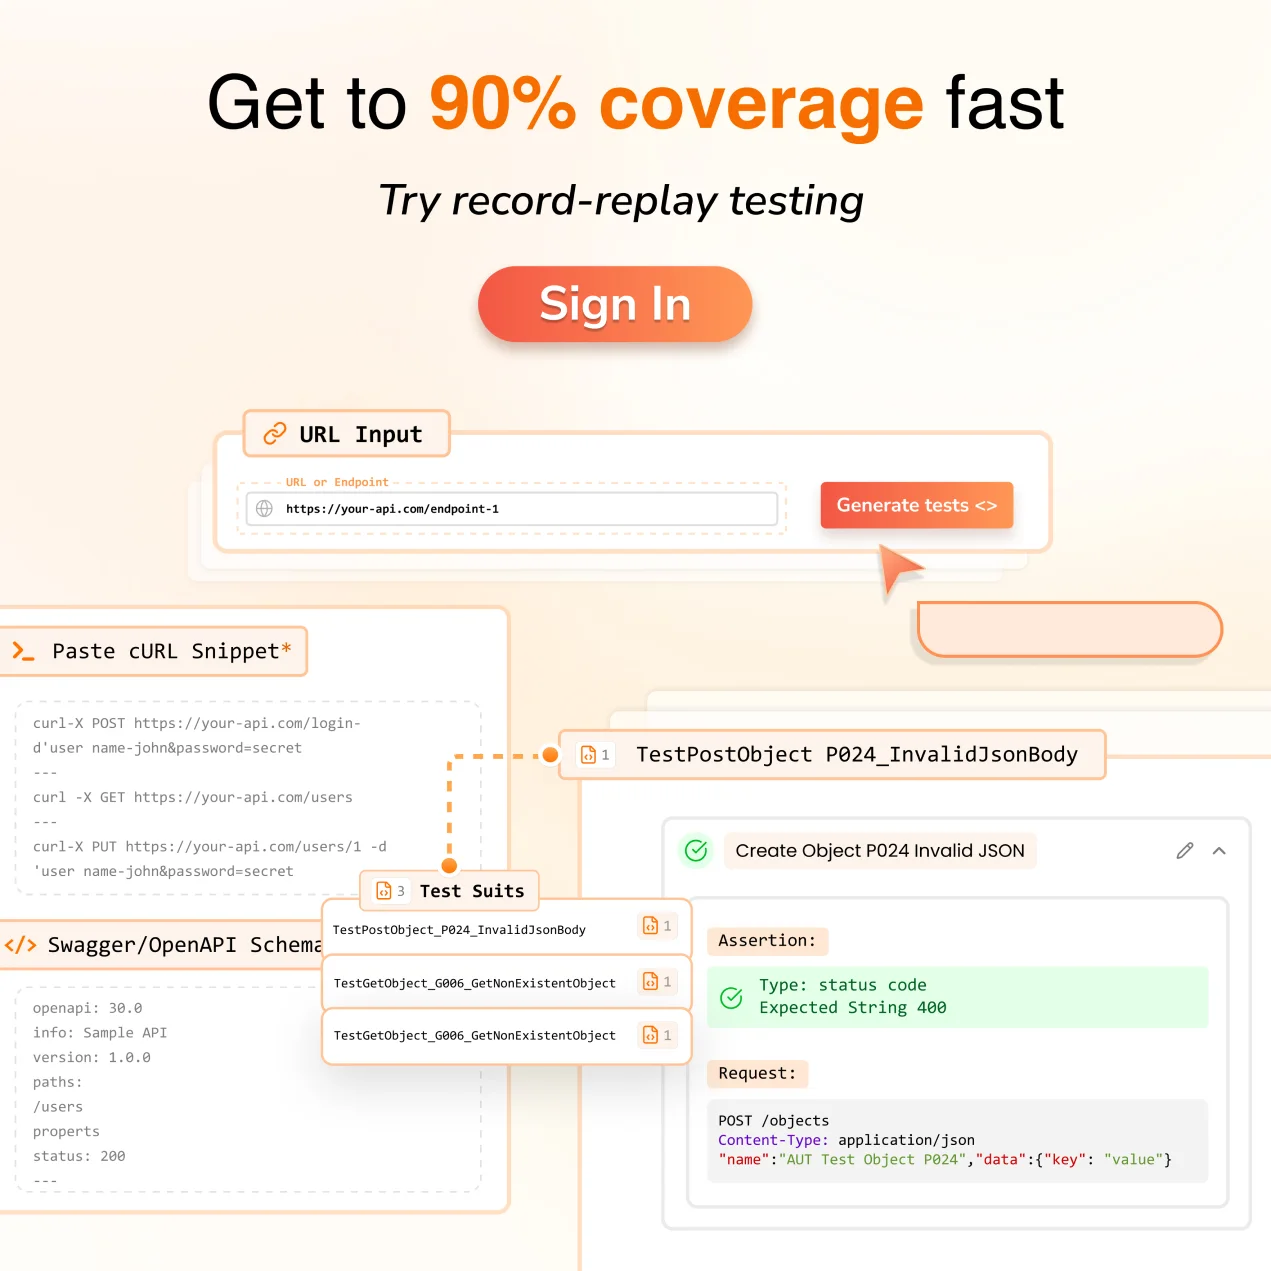 Get to 90% coverage fast
Try record-replay testing
Sign In
URL Input
URL or Endpoint
https://your-api.com/endpoint-1
Generate tests <>
Paste cURL Snippet*
curl-X POST https://your-api.com/login-
d'user name-john&password=secret
---
curl -X GET https://your-api.com/users
---
curl-X PUT https://your-api.com/users/1 -d
'user name-john&password=secret
</> Swagger/OpenAPI Schema
openapi: 30.0
info: Sample API
version: 1.0.0
paths:
/users
properts
status: 200
---
3 Test Suits
TestPostObject_P024_InvalidJsonBody 1
TestGetObject_G006_GetNonExistentObject 1
TestGetObject_G006_GetNonExistentObject 1
1 TestPostObject P024_InvalidJsonBody
Create Object P024 Invalid JSON
Assertion:
Type: status code
Expected String 400
Request:
POST /objects
Content-Type: application/json
"name":"AUT Test Object P024","data":{"key": "value"}